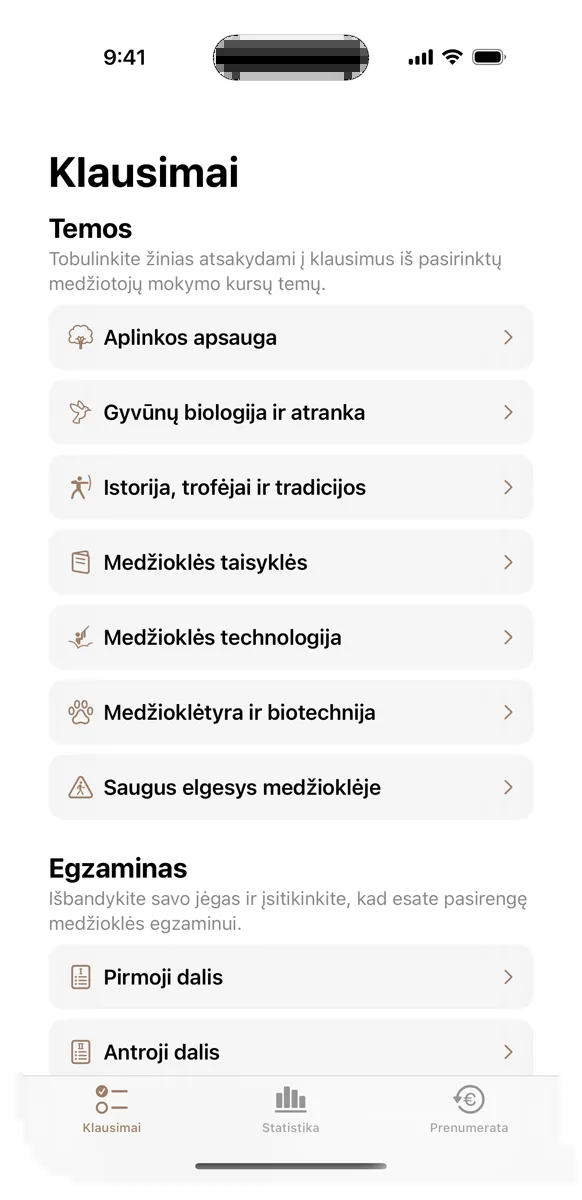 9:41
Klausimai
Temos
Tobulinkite žinias atsakydami į klausimus iš pasirinktų
medžiotojų mokymo kursų temų.
Aplinkos apsauga
Gyvūnų biologija ir atranka
Istorija, trofėjai ir tradicijos
Medžioklės taisyklės
Medžioklės technologija
Medžioklėtyra ir biotechnija
Saugus elgesys medžioklėje
Egzaminas
Išbandykite savo jėgas ir įsitikinkite, kad esate pasirengę
medžioklės egzaminui.
I
Pirmoji dalis
II
Antroji dalis
Klausimai
Statistika
€
Prenumerata